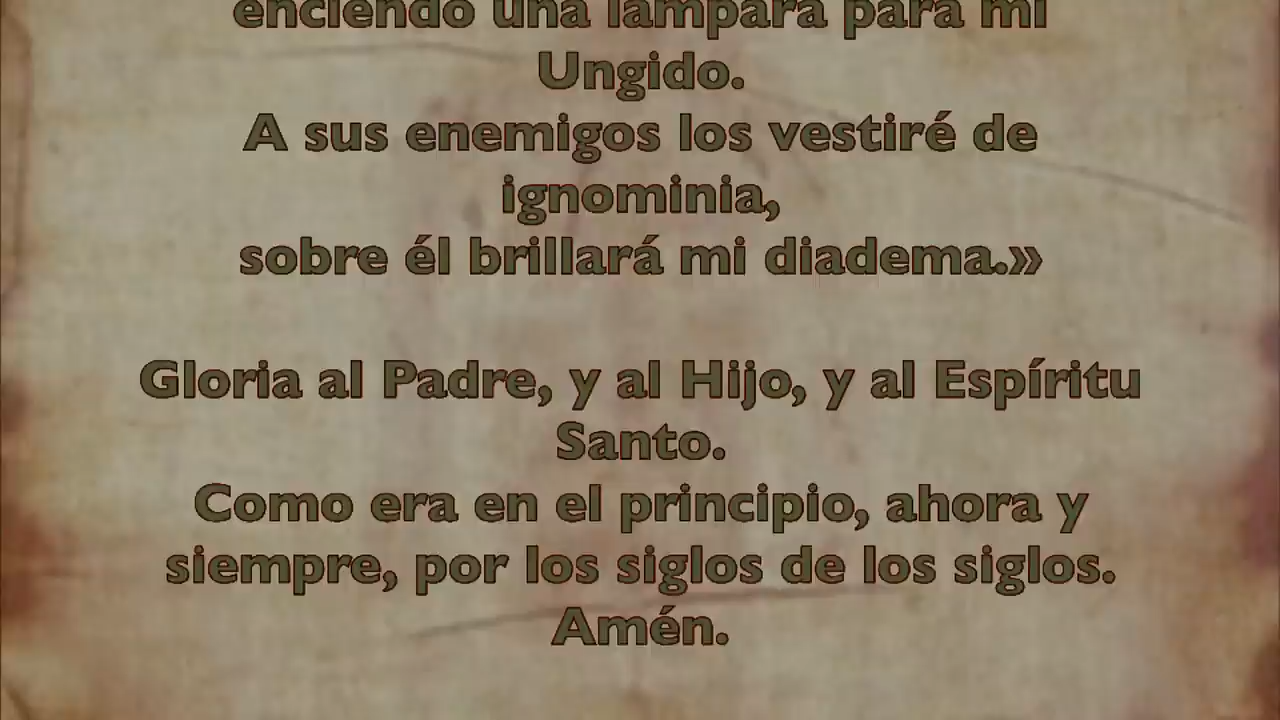 enciendo una lámpara para mi
Ungido.
A sus enemigos los vestiré de
ignominia,
sobre él brillará mi diadema.»
Gloria al Padre, y al Hijo, y al Espíritu
Santo.
Como era en el principio, ahora y
siempre, por los siglos de los siglos.
Amén.